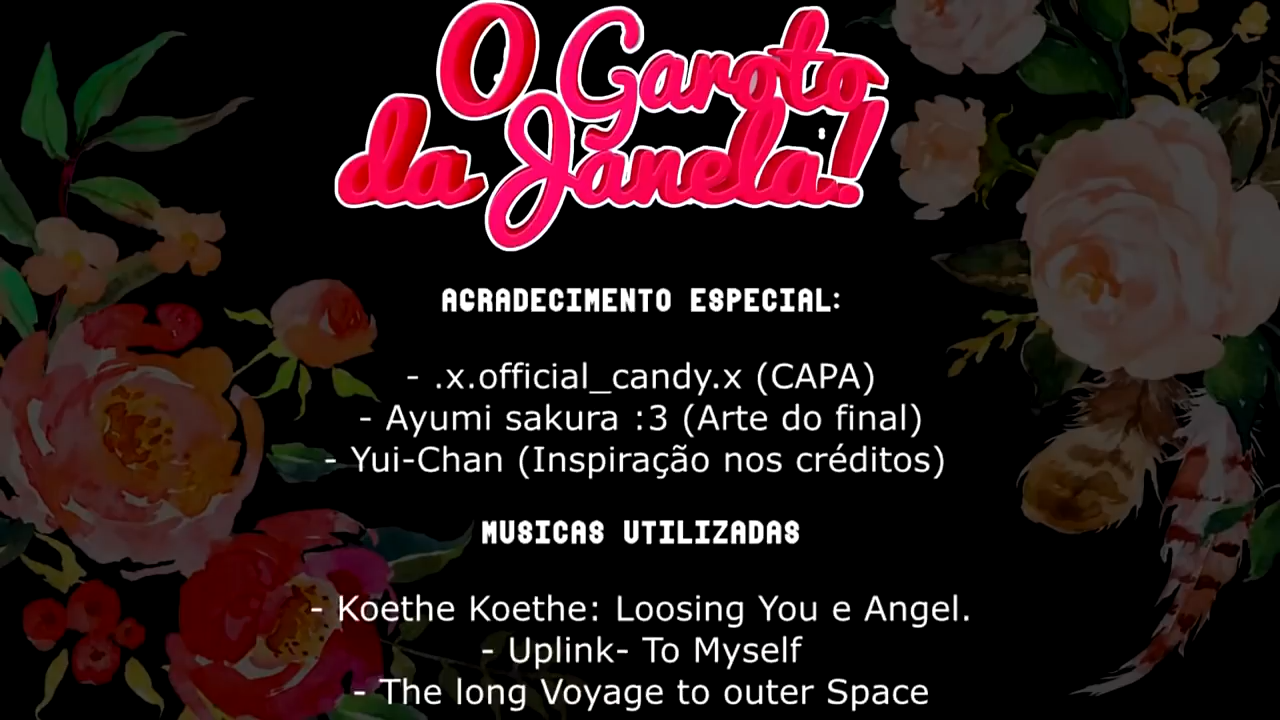 O Garoto
da Janela!
AGRADECIMENTO ESPECIAL:
- .x.official_candy.x (CAPA)
- Ayumi sakura :3 (Arte do final)
- Yui-Chan (Inspiração nos créditos)
MUSICAS UTILIZADAS
- Koethe Koethe: Loosing You e Angel.
- Uplink- To Myself
- The long Voyage to outer Space